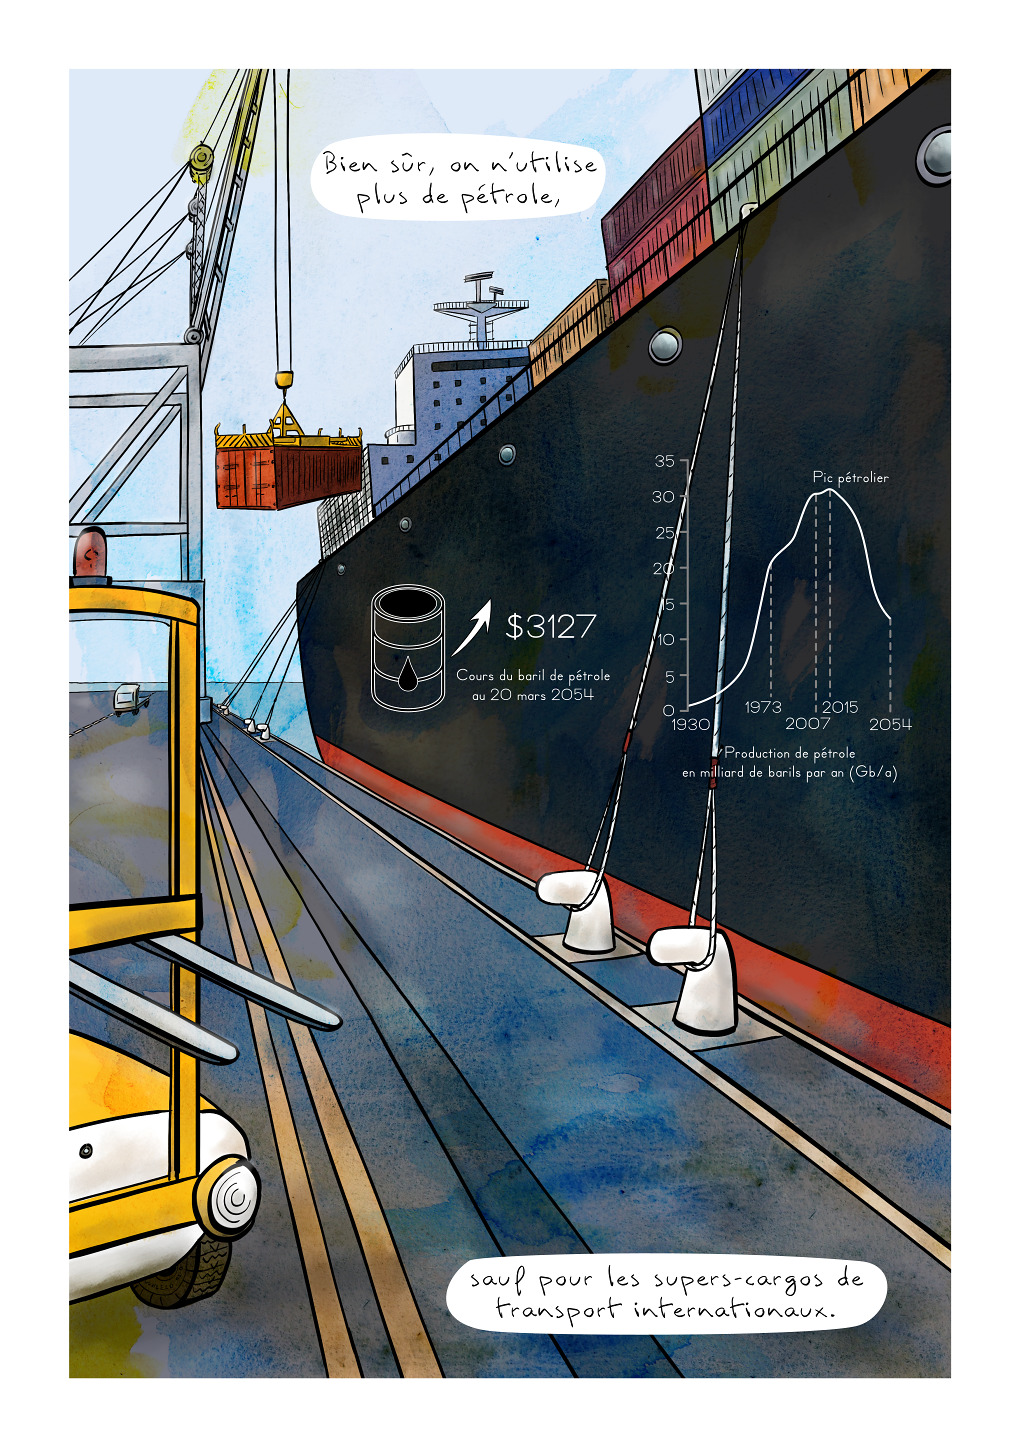 Bien sûr, on n'utilise
plus de pétrole,
35
Pic pétrolier
30
25
20
15
10
5
0
$3127
Cours du baril de pétrole
au 20 mars 2054
1930
1973
2007
2015
2054
Production de pétrole
en milliard de barils par an (Gb/a)
sauf pour les supers-cargos de
transport internationaux.